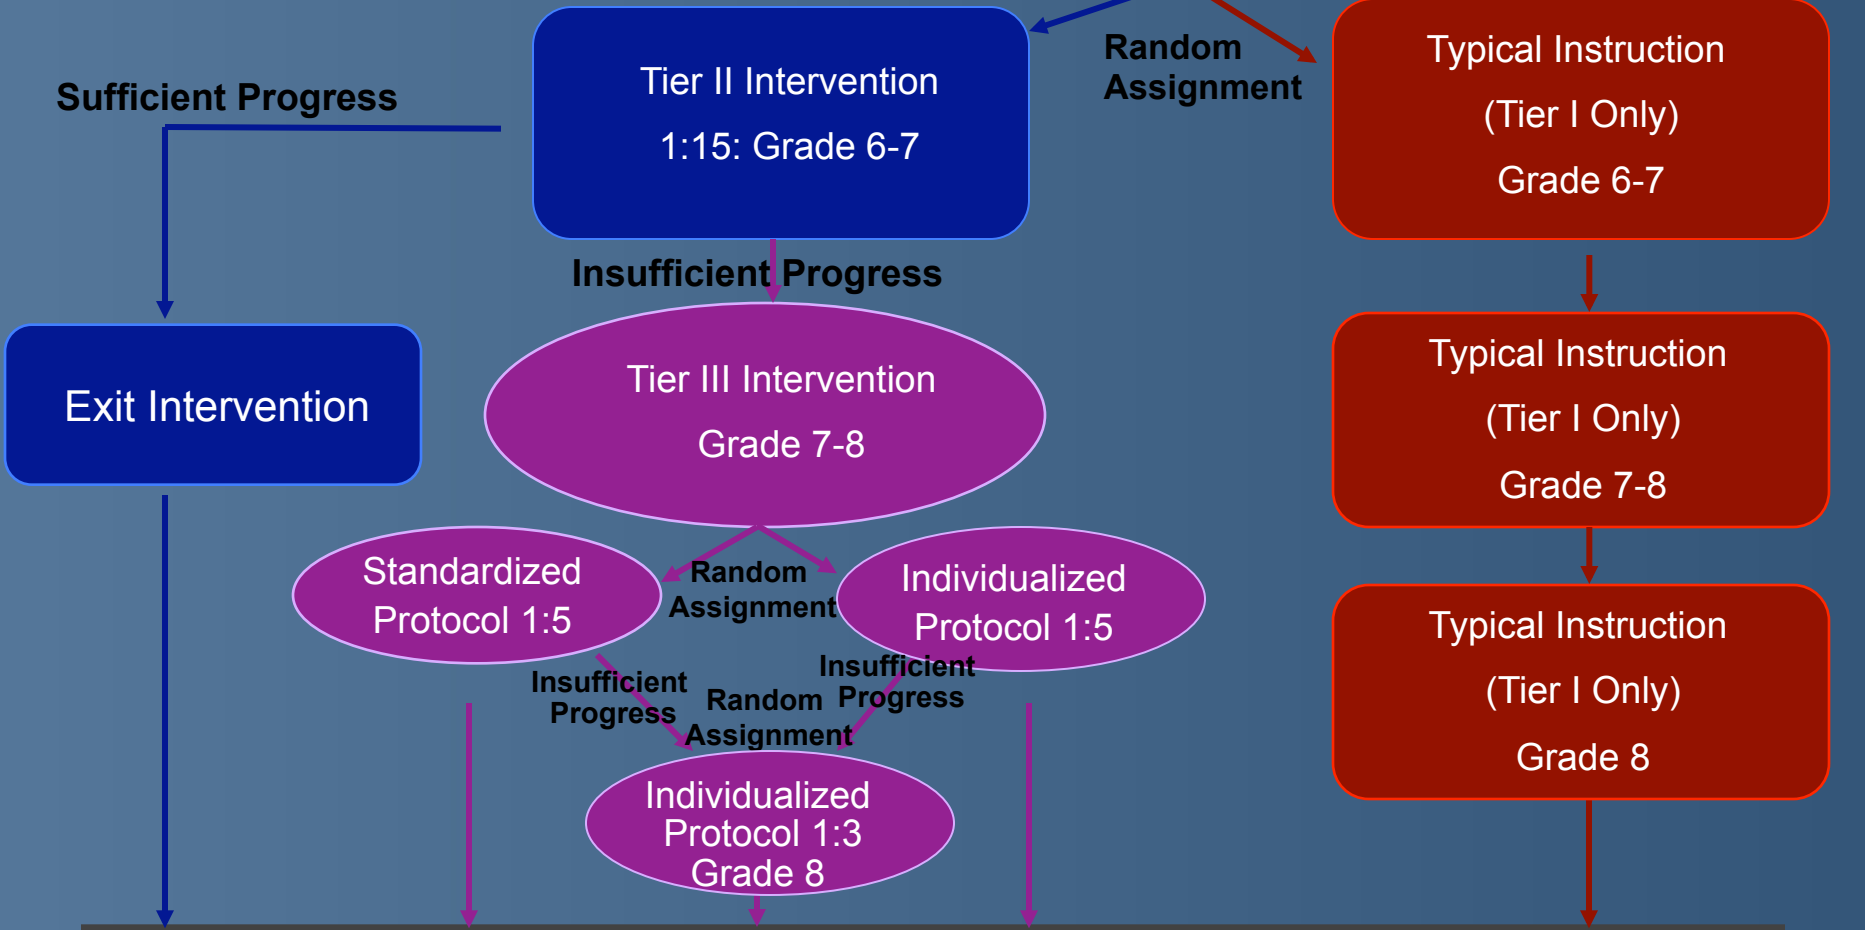 Sufficient Progress
Tier II Intervention
1:15: Grade 6-7
Random
Assignment
Typical Instruction
(Tier I Only)
Grade 6-7
Insufficient Progress
Exit Intervention
Tier III Intervention
Grade 7-8
Typical Instruction
(Tier I Only)
Grade 7-8
Standardized
Protocol 1:5
Random
Assignment
Individualized
Protocol 1:5
Insufficient
Progress
Random
Assignment
Insufficient
Progress
Typical Instruction
(Tier I Only)
Grade 8
Individualized
Protocol 1:3
Grade 8